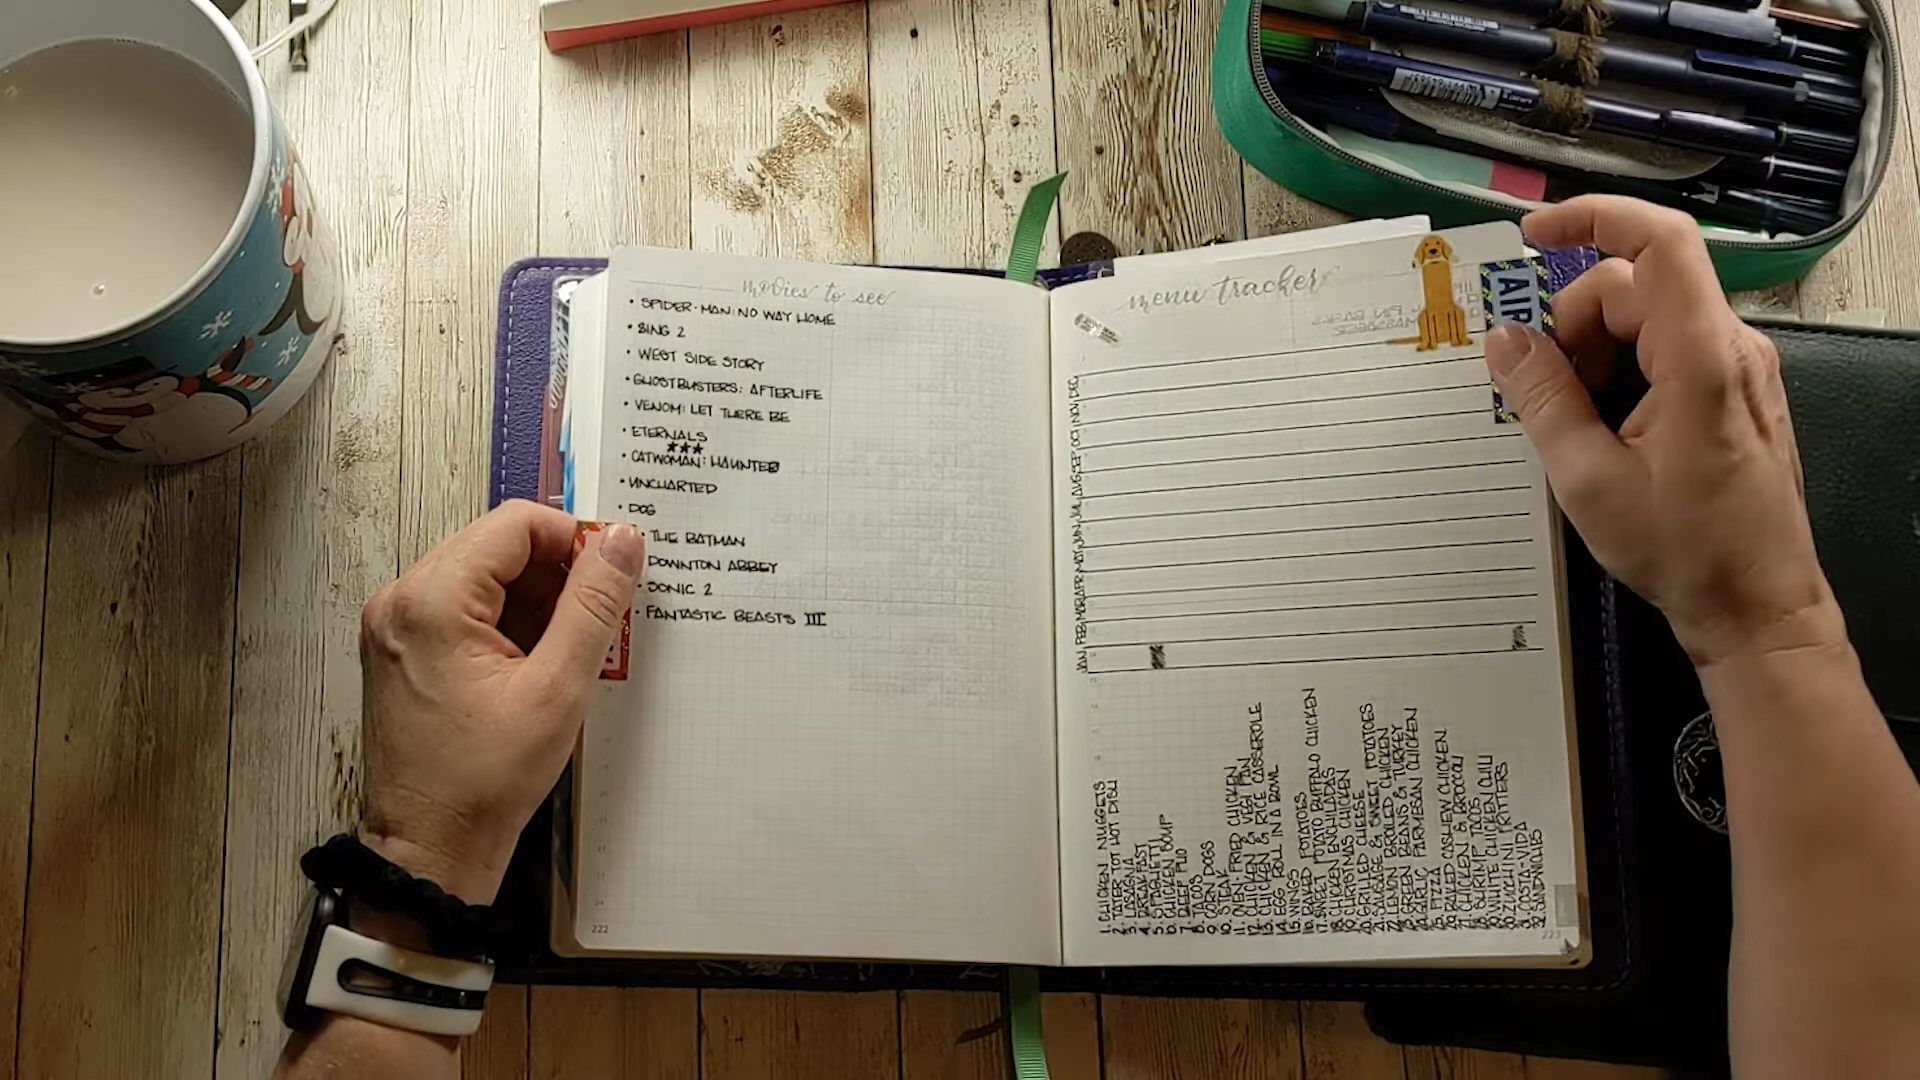 movies to see
• SPIDER-MAN: NO WAY HOME
• SING 2
• WEST SIDE STORY
• GHOSTBUSTERS: AFTERLIFE
• VENOM: LET THERE BE
• ETERNALS
★★★
• CATWOMAN: HAUNTED
• UNCHARTED
• DOG
• THE BATMAN
DOWNTON ABBEY
• SONIC 2
• FANTASTIC BEASTS III
222
menu tracker
AIR
DEC
NOV
OCT
SEP
AUG
JUL
JUN
MAY
APR
MAR
FEB
JAN
1. CHICKEN NUGGETS
2. TATER TOT HOT DISH
3. LASAGNA
4. BREAKFAST
5. SPAGHETTI
6. CHICKEN SOUP
7. DEEP
8. TACOS
9. CORN DOGS
10. STEAK
11. OVEN-FRIED CHICKEN
12. CHICKEN & VEGI PAN
13. CHICKEN & RICE CASSEROLE
14. EGG ROLL IN A BOWL
15. WINGS
16. BAKED POTATOES
17. SWEET POTATO BUFFALO CHICKEN
18. CHICKEN ENCHILADAS
19. CHRISTMAS CHICKEN
20. GRILLED CHEESE
21. SAUSAGE & SWEET POTATOES
22. LEMON BROILED CHICKEN
23. GREEN BEANS & TURKEY
24. GARLIC PARMESAN CHICKEN
25. PIZZA
26. BAKED CASHEW CHICKEN
27. CHICKEN & BROCCOLI
28. SHRIMP TACOS
29. WHITE CHICKEN CHILI
30. ZUCHINI FRITTERS
31. COSTA-VIDA
32. SANDWICHES
223